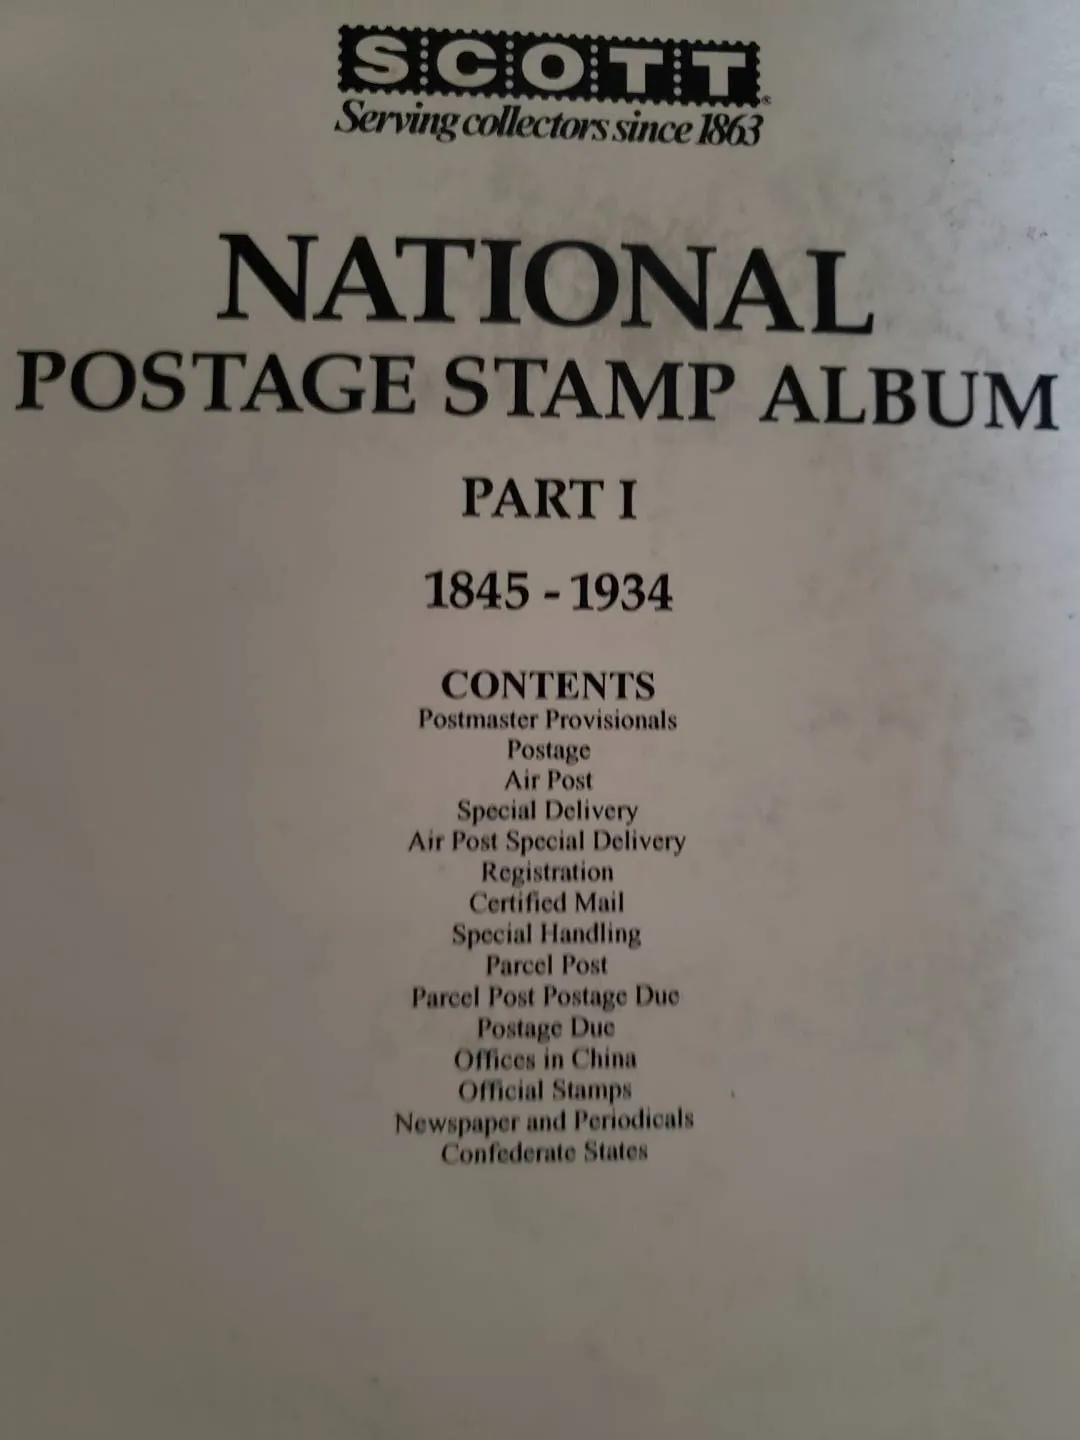 SCOTT®
Serving collectors since 1863
NATIONAL
POSTAGE STAMP ALBUM
PART I
1845 - 1934
CONTENTS
Postmaster Provisionals
Postage
Air Post
Special Delivery
Air Post Special Delivery
Registration
Certified Mail
Special Handling
Parcel Post
Parcel Post Postage Due
Postage Due
Offices in China
Official Stamps
Newspaper and Periodicals
Confederate States